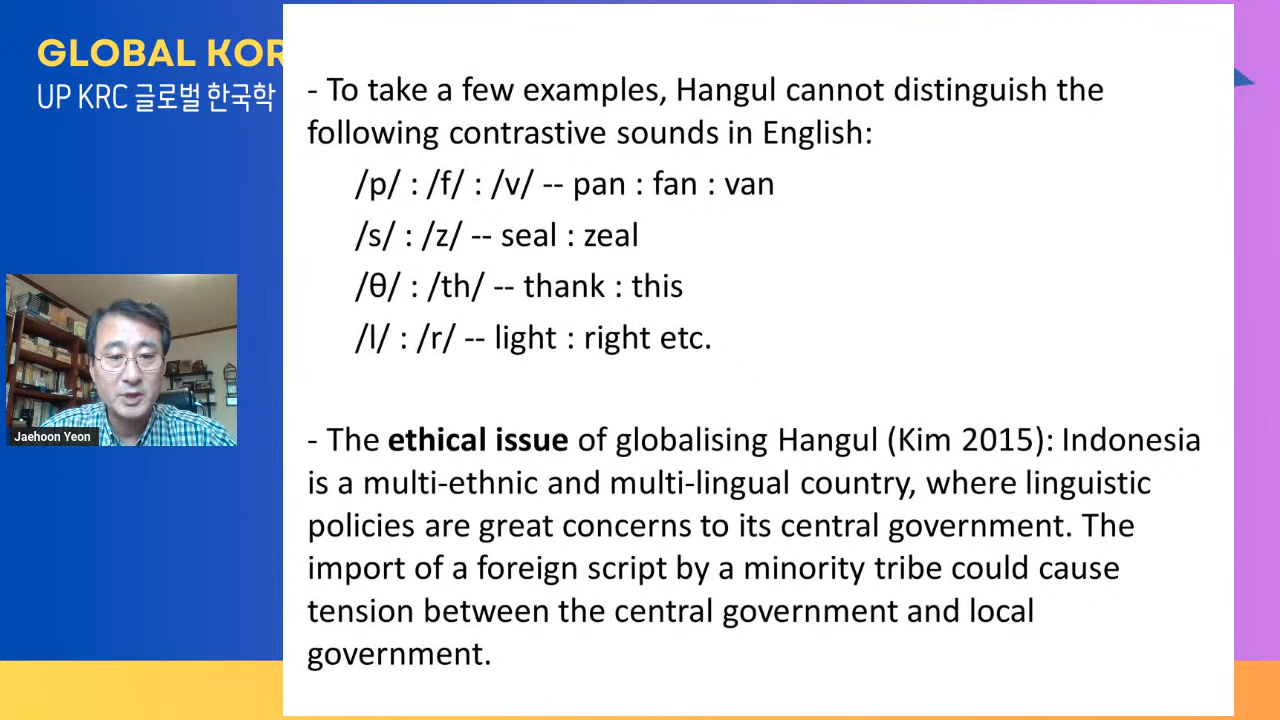 GLOBAL KOR
UP KRC 글로벌 한국학
- To take a few examples, Hangul cannot distinguish the
following contrastive sounds in English:
/p/ : /f/ : /v/ -- pan : fan : van
/s/ : /z/ -- seal : zeal
/θ/ : /th/ -- thank : this
/l/ : /r/ -- light : right etc.
Jaehoon Yeon
- The ethical issue of globalising Hangul (Kim 2015): Indonesia
is a multi-ethnic and multi-lingual country, where linguistic
policies are great concerns to its central government. The
import of a foreign script by a minority tribe could cause
tension between the central government and local
government.